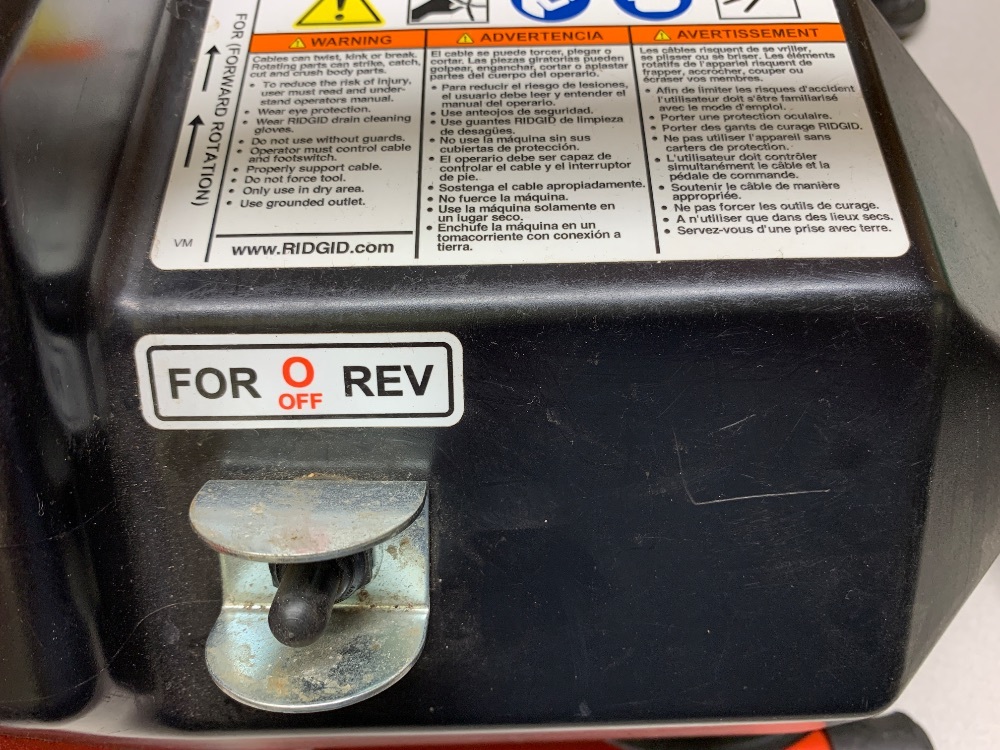 FOR (FORWARD ROTATION)
VM
WARNING
Cables can twist, kink or break.
Rotating parts can strike, catch,
cut and crush body parts.
• To reduce the risk of injury,
user must read and under-
stand operators manual.
• Wear eye protection.
• Wear RIDGID drain cleaning
gloves.
• Do not use without guards.
• Operator must control cable
and footswitch.
• Properly support cable.
• Do not force tool.
• Only use in dry area.
• Use grounded outlet.
www.RIDGID.com
ADVERTENCIA
El cable se puede torcer, plegar o
cortar. Las piezas giratorias pueden
golpear, enganchar, cortar o aplastar
partes del cuerpo del operario.
• Para reducir el riesgo de lesiones,
el usuario debe leer y entender el
manual del operario.
• Use anteojos de seguridad.
• Use guantes RIDGID de limpieza
de desagües.
• No use la máquina sin sus
cubiertas de protección.
• El operario debe ser capaz de
controlar el cable y el interruptor
de pie.
• Sostenga el cable apropiadamente.
• No fuerce la máquina.
• Use la máquina solamente en
un lugar seco.
• Enchufe la máquina en un
tomacorriente con conexión a
tierra.
AVERTISSEMENT
Les câbles risquent de se vriller,
se plisser ou se briser. Les éléments
rotatifs de l'appareil risquent de
frapper, accrocher, couper ou
écraser vos membres.
• Afin de limiter les risques d'accident
l'utilisateur doit s'être familiarisé
avec le mode d'emploi.
• Porter une protection oculaire.
• Porter des gants de curage RIDGID.
• Ne pas utiliser l'appareil sans
carters de protection.
• L'utilisateur doit contrôler
simultanément le câble et la
pédale de commande.
• Soutenir le câble de manière
appropriée.
• Ne pas forcer les outils de curage.
• A n'utiliser que dans des lieux secs.
• Servez-vous d'une prise avec terre.
FOR O REV
OFF